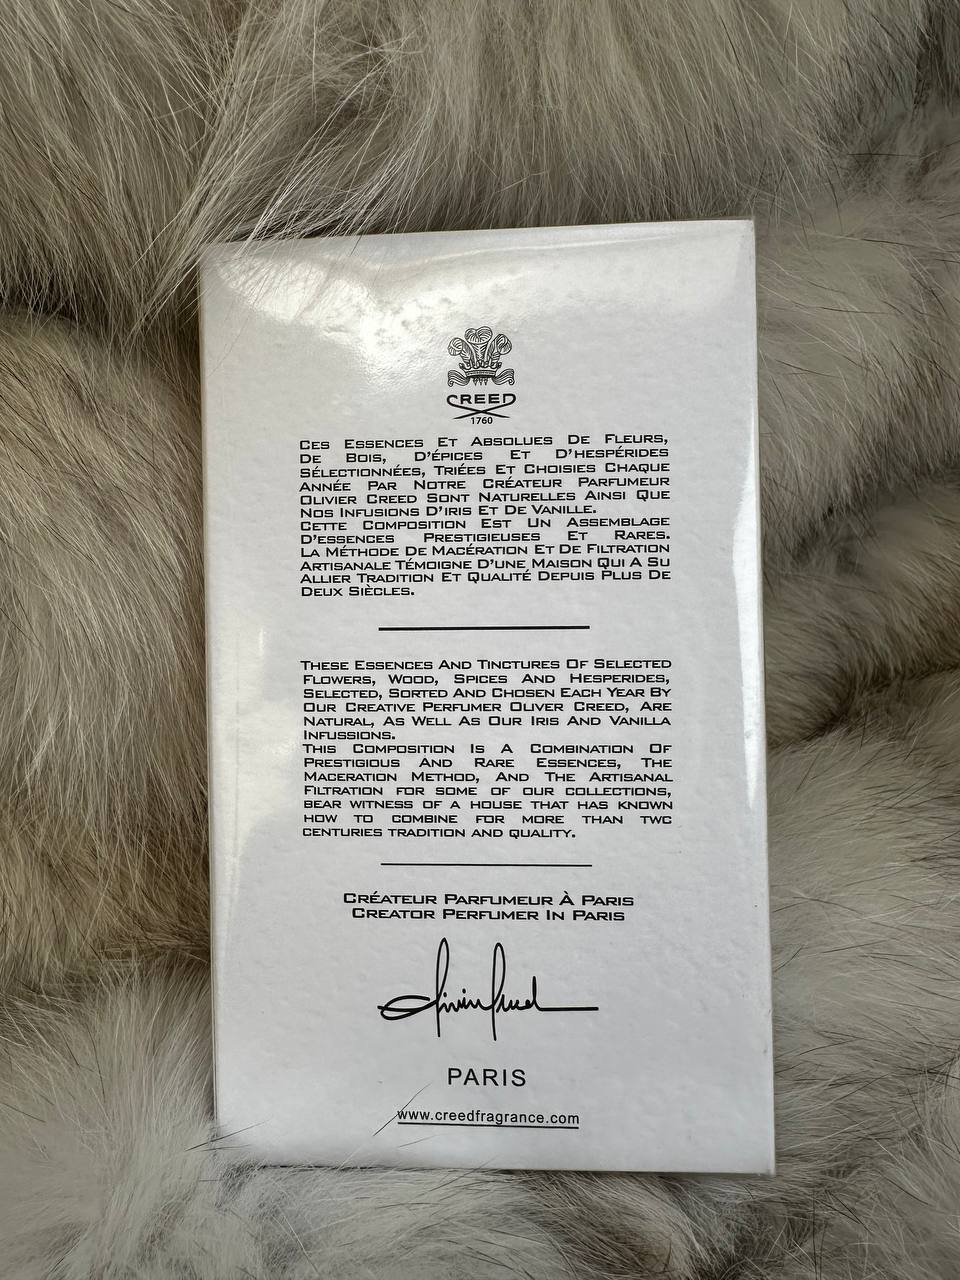 CREED
1760
CES ESSENCES ET ABSOLUES DE FLEURS,
DE BOIS, D'ÉPICES ET D'HESPÉRIDES
SÉLECTIONNÉES, TRIÉES ET CHOISIES CHAQUE
ANNÉE PAR NOTRE CRÉATEUR PARFUMEUR
OLIVIER CREED SONT NATURELLES AINSI QUE
NOS INFUSIONS D'IRIS ET DE VANILLE.
CETTE COMPOSITION EST UN ASSEMBLAGE
D'ESSENCES PRESTIGIEUSES ET RARES.
LA MÉTHODE DE MACÉRATION ET DE FILTRATION
ARTISANALE TÉMOIGNE D'UNE MAISON QUI A SU
ALLIER TRADITION ET QUALITÉ DEPUIS PLUS DE
DEUX SIÈCLES.
THESE ESSENCES AND TINCTURES OF SELECTED
FLOWERS, WOOD, SPICES AND HESPERIDES,
SELECTED, SORTED AND CHOSEN EACH YEAR BY
OUR CREATIVE PERFUMER OLIVER CREED, ARE
NATURAL, AS WELL AS OUR IRIS AND VANILLA
INFUSSIONS.
THIS COMPOSITION IS A COMBINATION OF
PRESTIGIOUS AND RARE ESSENCES, THE
MACERATION METHOD, AND THE ARTISANAL
FILTRATION FOR SOME OF OUR COLLECTIONS,
BEAR WITNESS OF A HOUSE THAT HAS KNOWN
HOW TO COMBINE FOR MORE THAN TWC
CENTURIES TRADITION AND QUALITY.
CRÉATEUR PARFUMEUR À PARIS
CREATOR PERFUMER IN PARIS
Olivier Creed
PARIS
www.creedfragrance.com